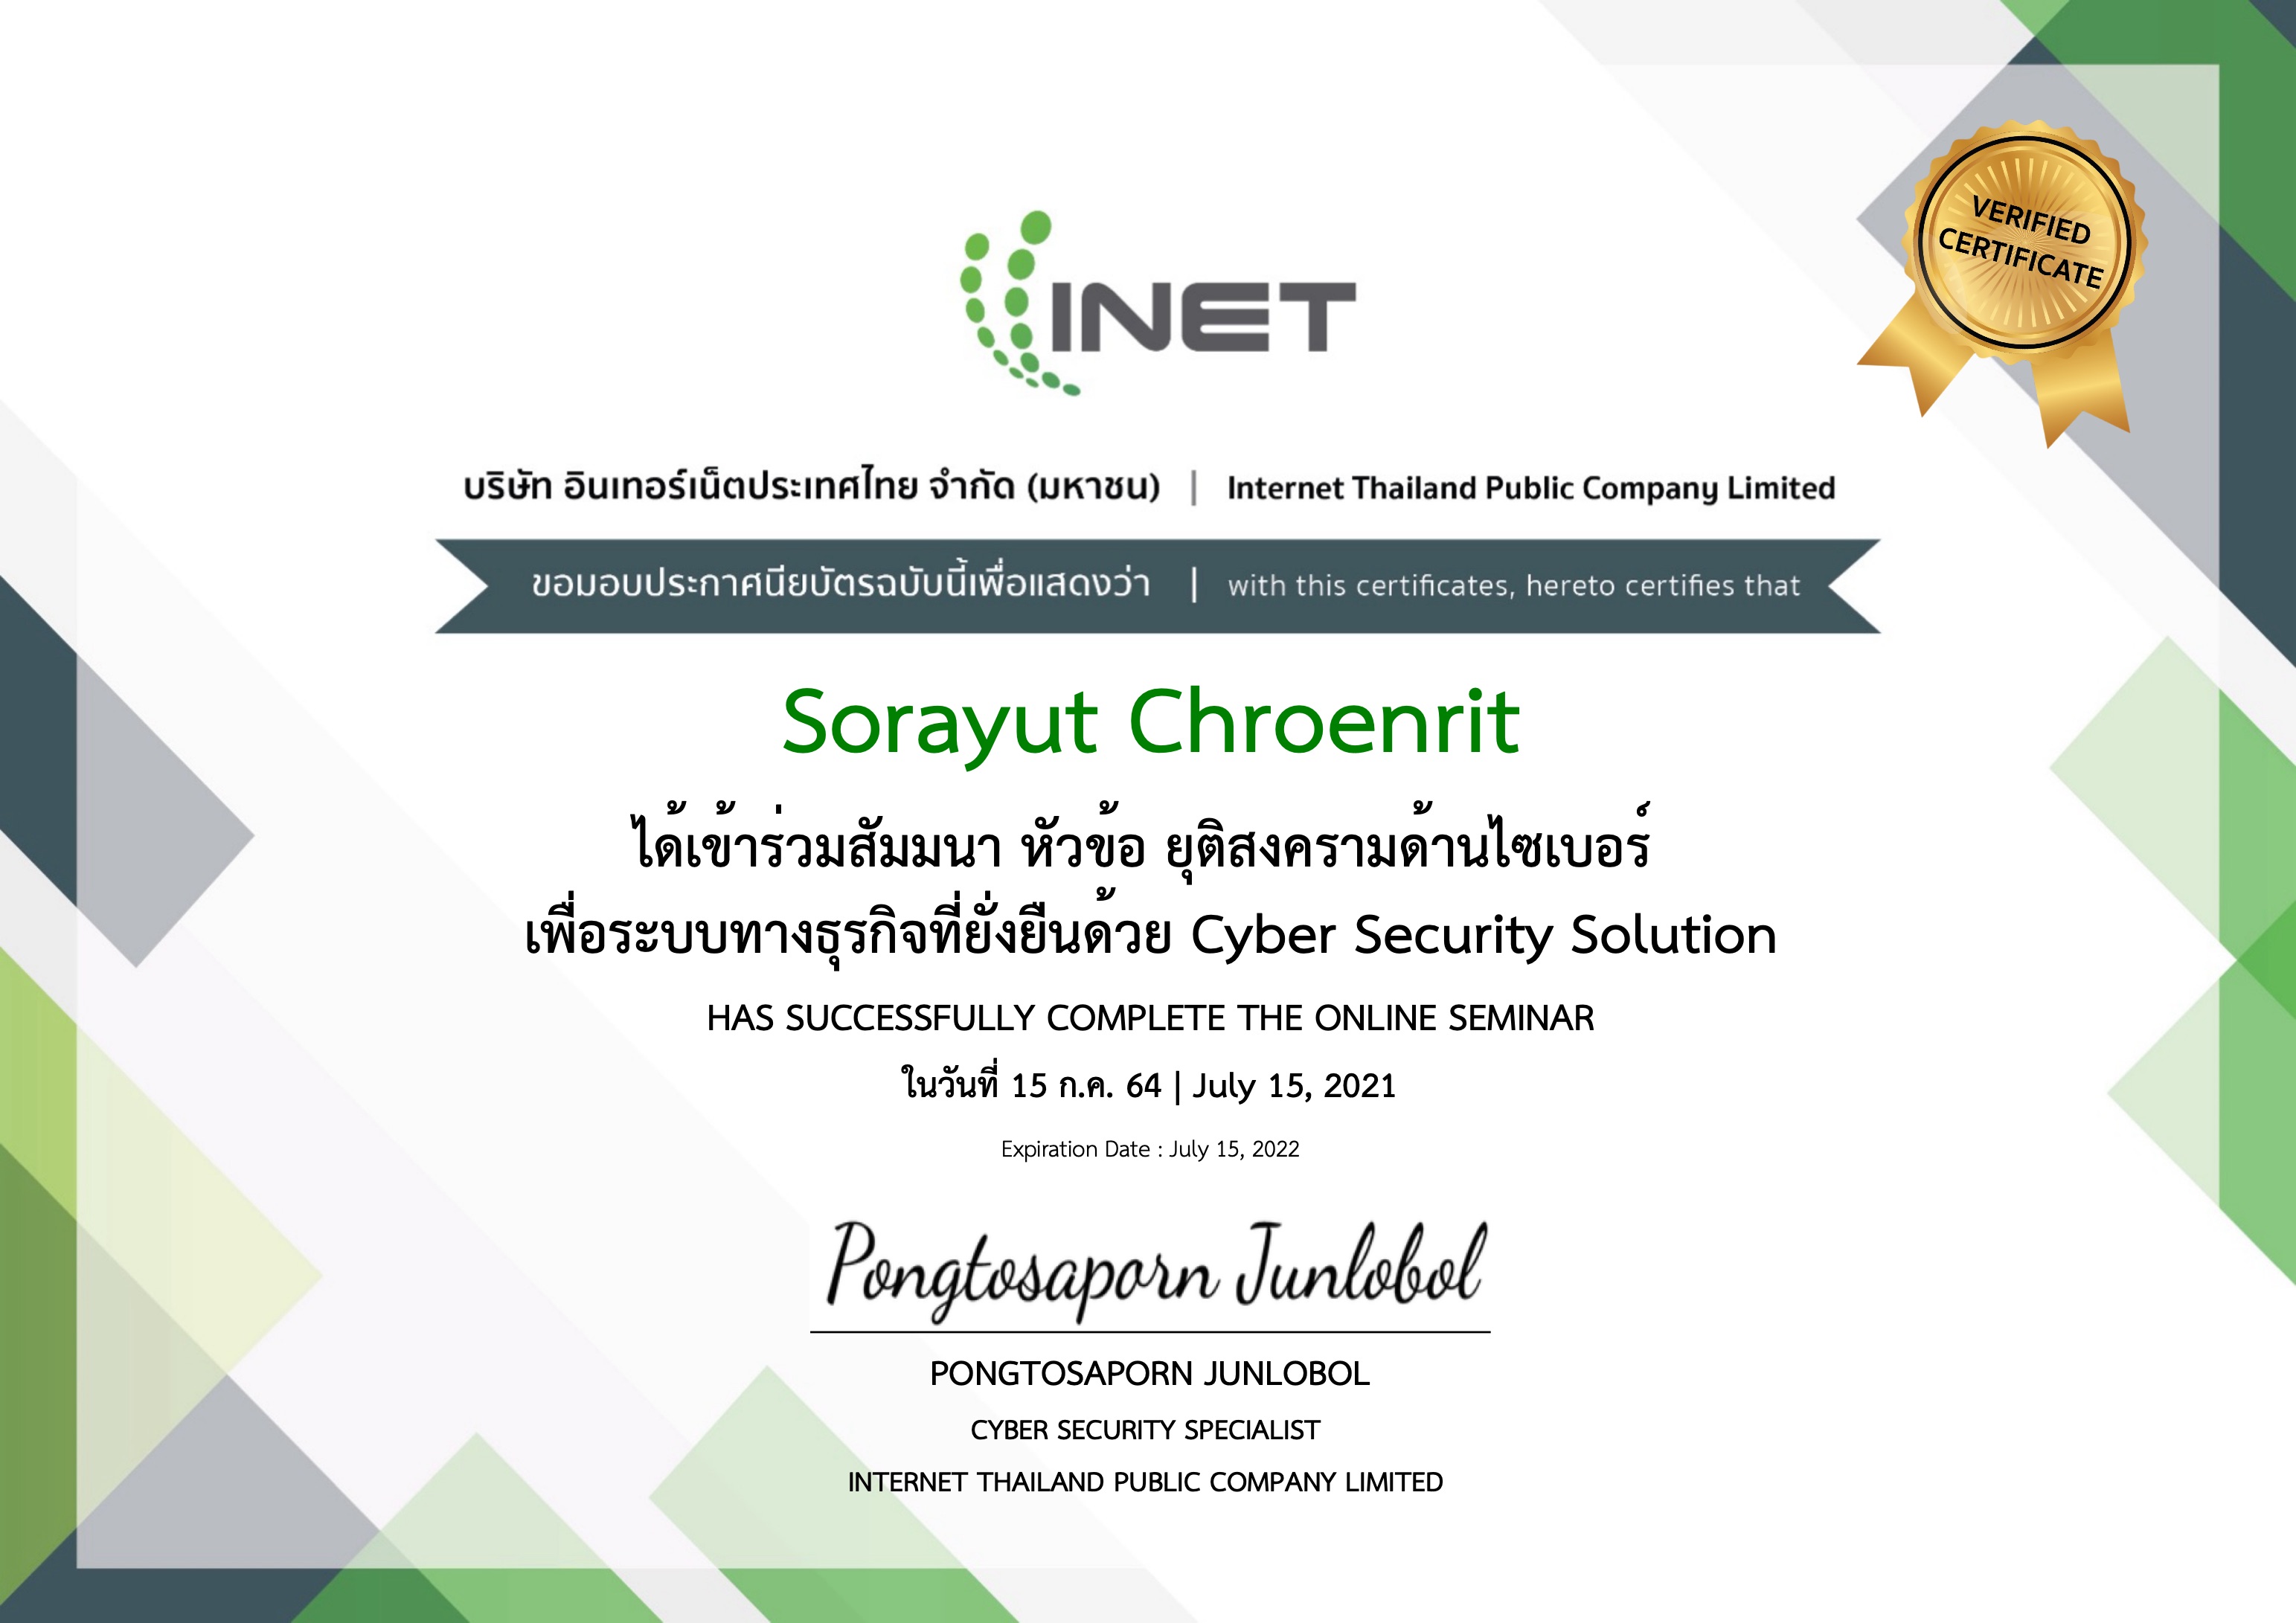 VERIFIED
CERTIFICATE
INET
บริษัท อินเทอร์เน็ตประเทศไทย จำกัด (มหาชน) | Internet Thailand Public Company Limited
ขอมอบประกาศนียบัตรฉบับนี้เพื่อแสดงว่า | with this certificates, hereto certifies that
Sorayut Chroenrit
ได้เข้าร่วมสัมมนา หัวข้อ ยุติสงครามด้านไซเบอร์
เพื่อระบบทางธุรกิจที่ยั่งยืนด้วย Cyber Security Solution
HAS SUCCESSFULLY COMPLETE THE ONLINE SEMINAR
ในวันที่ 15 ก.ค. 64 | July 15, 2021
Expiration Date : July 15, 2022
Pongtosaporn Junlobol
PONGTOSAPORN JUNLOBOL
CYBER SECURITY SPECIALIST
INTERNET THAILAND PUBLIC COMPANY LIMITED